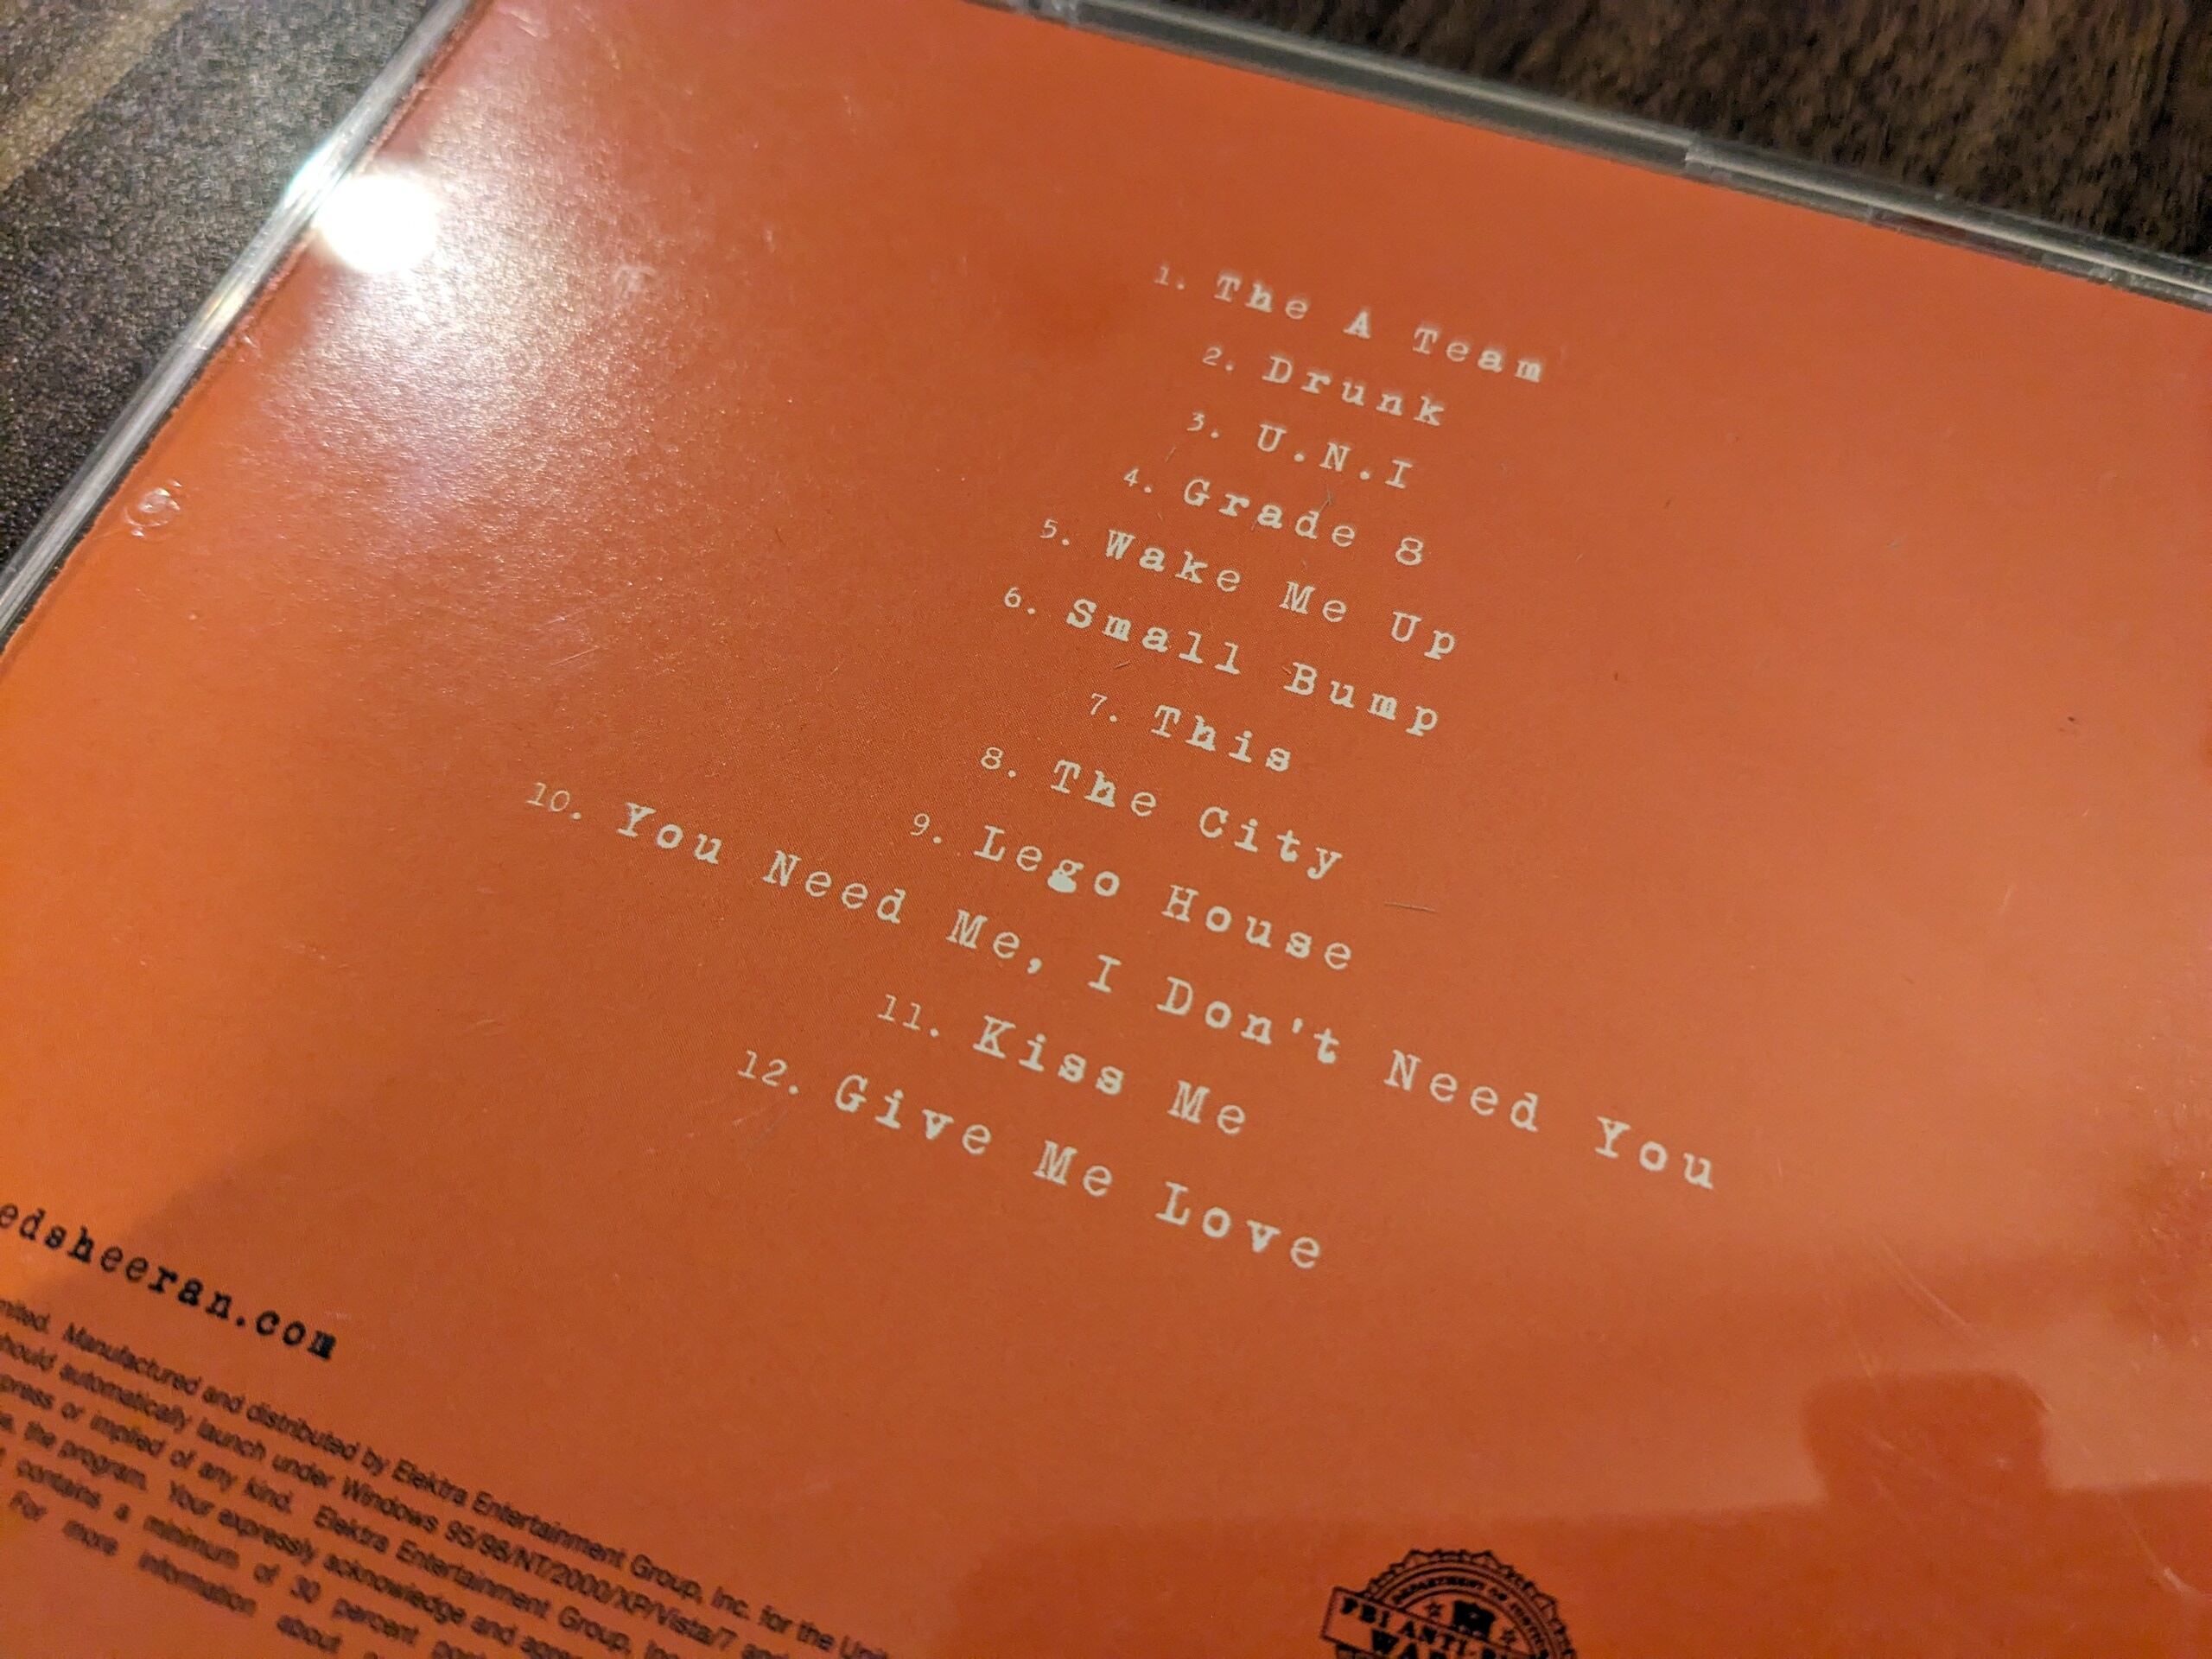 1. The A Team
2. Drunk
3. U.N.I
4. Grade 8
5. Wake Me Up
6. Small Bump
7. This
8. The City
9. Lego House
10. You Need Me, I Don't Need You
11. Kiss Me
12. Give Me Love
edsheeran.com
Manufactured and distributed by Elektra Entertainment Group, Inc. for the
should automatically launch under Windows 95/98/NT/2000/XP/Vista/7
or implied of any kind. Elektra Entertainment Group,
the program. Your expressly acknowledge and
contains a minimum of 30 percent
For more information about
FBI ANTI-